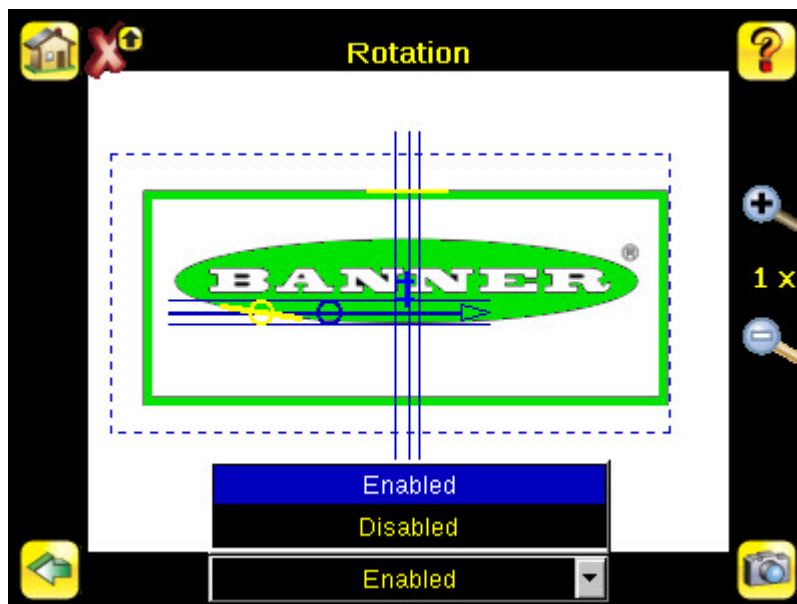 Rotation
?
BANNER®
1 x
Enabled
Disabled
Enabled